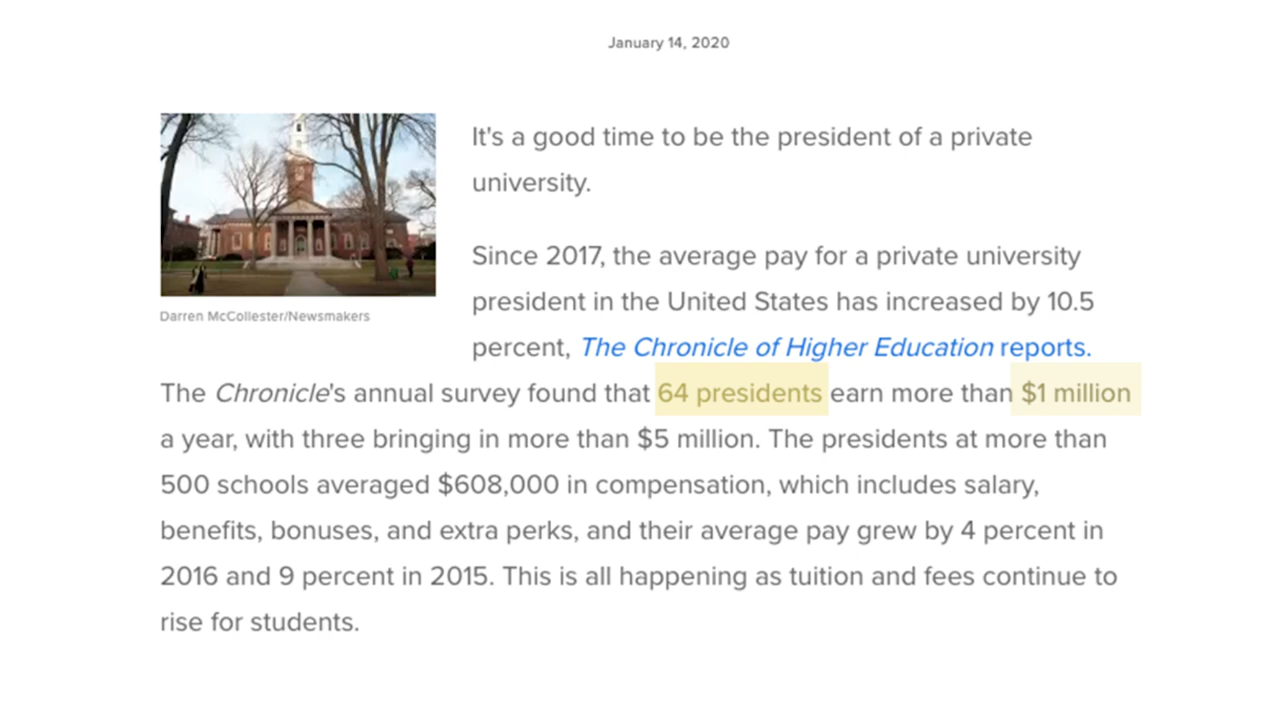 January 14, 2020
It's a good time to be the president of a private
university.
Since 2017, the average pay for a private university
president in the United States has increased by 10.5
percent, The Chronicle of Higher Education reports.
Darren McCollester/Newsmakers
The Chronicle's annual survey found that 64 presidents earn more than $1 million
a year, with three bringing in more than $5 million. The presidents at more than
500 schools averaged $608,000 in compensation, which includes salary,
benefits, bonuses, and extra perks, and their average pay grew by 4 percent in
2016 and 9 percent in 2015. This is all happening as tuition and fees continue to
rise for students.